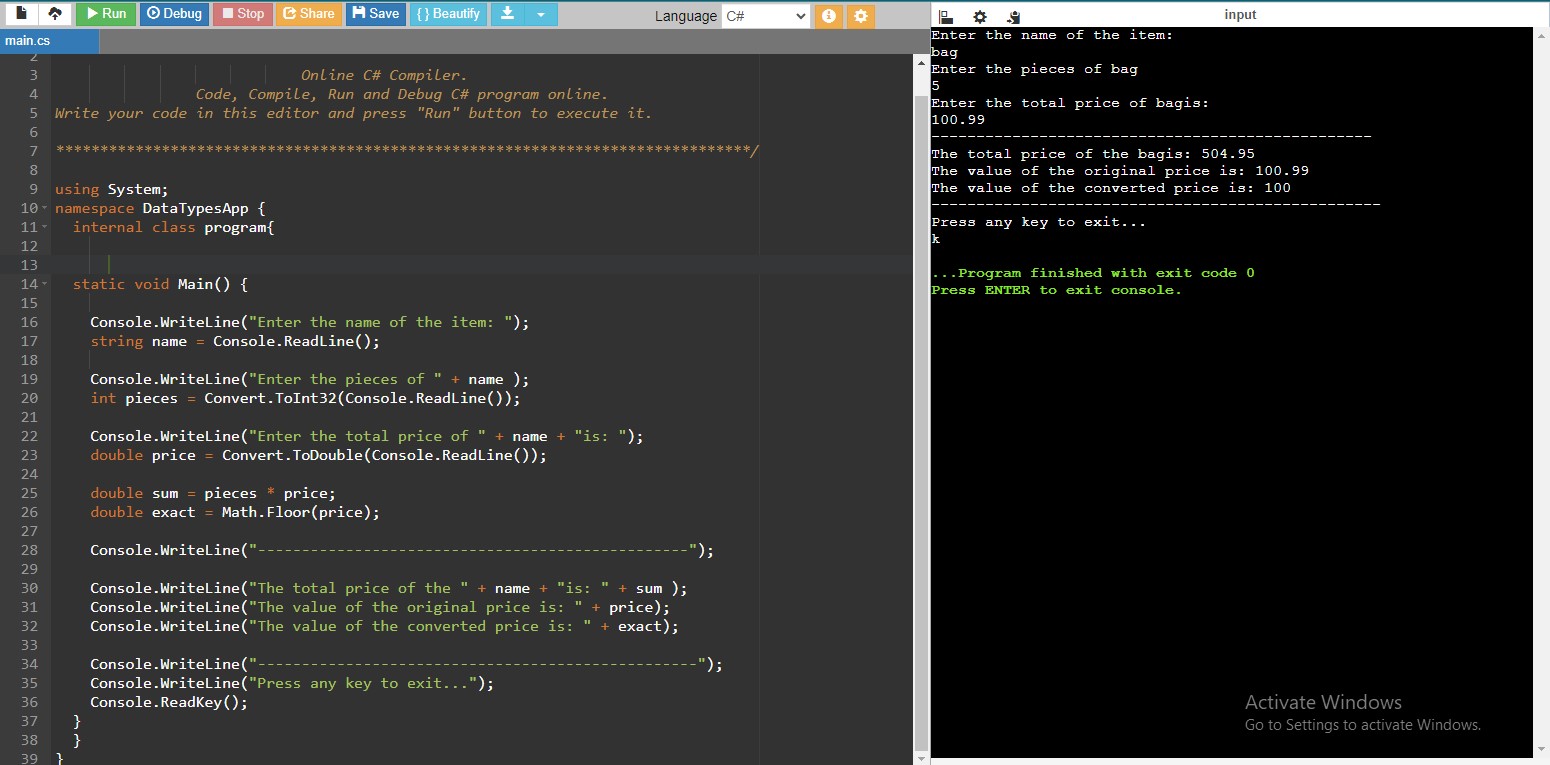 Run Debug Stop Share Save { } Beautify Language C#
main.cs
2
3 Online C# Compiler.
4 Code, Compile, Run and Debug C# program online.
5 Write your code in this editor and press "Run" button to execute it.
6
7 *******************************************************************************/
8
9 using System;
10 namespace DataTypesApp {
11 internal class program{
12
13
14 static void Main() {
15
16 Console.WriteLine("Enter the name of the item: ");
17 string name = Console.ReadLine();
18
19 Console.WriteLine("Enter the pieces of " + name );
20 int pieces = Convert.ToInt32(Console.ReadLine());
21
22 Console.WriteLine("Enter the total price of " + name + "is: ");
23 double price = Convert.ToDouble(Console.ReadLine());
24
25 double sum = pieces * price;
26 double exact = Math.Floor(price);
27
28 Console.WriteLine("-------------------------------------------------");
29
30 Console.WriteLine("The total price of the " + name + "is: " + sum );
31 Console.WriteLine("The value of the original price is: " + price);
32 Console.WriteLine("The value of the converted price is: " + exact);
33
34 Console.WriteLine("--------------------------------------------------");
35 Console.WriteLine("Press any key to exit...");
36 Console.ReadKey();
37 }
38 }
39 }
input
Enter the name of the item:
bag
Enter the pieces of bag
5
Enter the total price of bagis:
100.99
-------------------------------------------------
The total price of the bagis: 504.95
The value of the original price is: 100.99
The value of the converted price is: 100
--------------------------------------------------
Press any key to exit...
k
...Program finished with exit code 0
Press ENTER to exit console.
Activate Windows
Go to Settings to activate Windows.